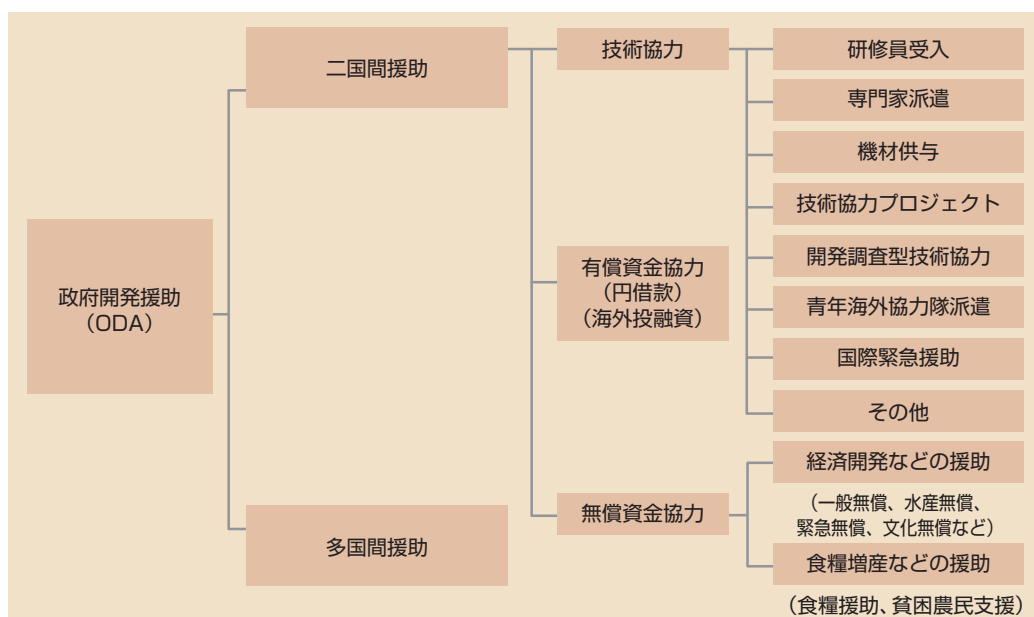 政府開発援助
（ODA）
二国間援助
多国間援助
技術協力
有償資金協力
（円借款）
（海外投融資）
無償資金協力
研修員受入
専門家派遣
機材供与
技術協力プロジェクト
開発調査型技術協力
青年海外協力隊派遣
国際緊急援助
その他
経済開発などの援助
（一般無償、水産無償、
緊急無償、文化無償など）
食糧増産などの援助
（食糧援助、貧困農民支援）